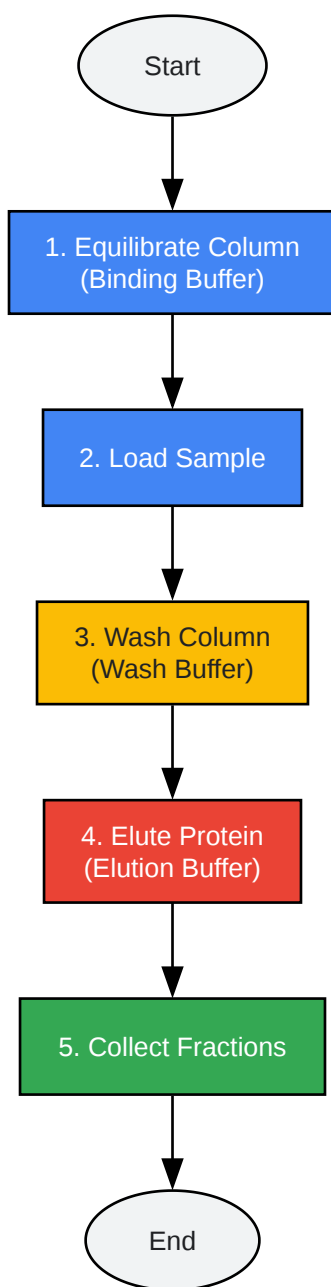 Start
1. Equilibrate Column
(Binding Buffer)
2. Load Sample
3. Wash Column
(Wash Buffer)
4. Elute Protein
(Elution Buffer)
5. Collect Fractions
End